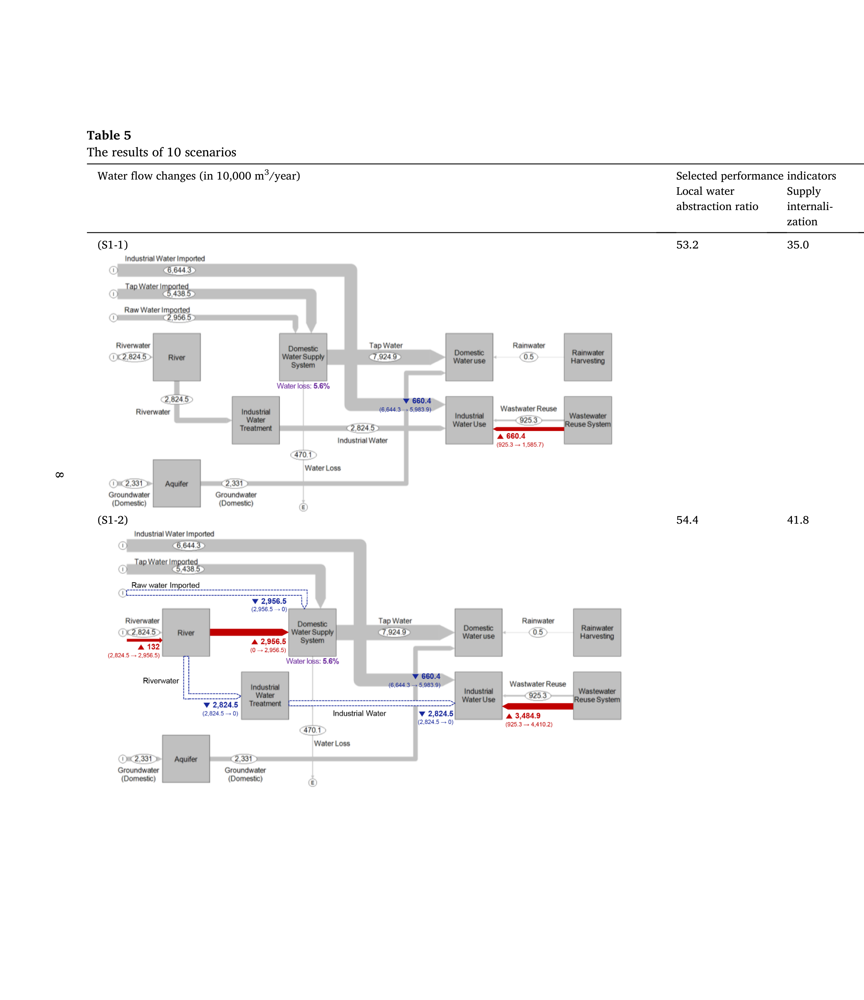 Table 5
The results of 10 scenarios
Water flow changes (in 10,000 m³/year)
Selected performance indicators
Local water abstraction ratio
Supply internali-zation
(S1-1)
53.2
35.0
Industrial Water Imported
I
6,644.3
Tap Water Imported
I
5,438.5
Raw Water Imported
I
2,956.5
Riverwater
I
2,824.5
River
Domestic
Water Supply
System
Water loss: 5.6%
Tap Water
7,924.9
Domestic
Water use
Rainwater
0.5
Rainwater
Harvesting
2,824.5
Riverwater
Industrial
Water
Treatment
2,824.5
Industrial Water
▼ 660.4
(6,644.3 → 5,983.9)
Industrial
Water Use
Wastwater Reuse
925.3
▲ 660.4
(925.3 → 1,585.7)
Wastewater
Reuse System
470.1
Water Loss
E
I
2,331
Groundwater
(Domestic)
Aquifer
2,331
Groundwater
(Domestic)
8
(S1-2)
54.4
41.8
Industrial Water Imported
I
6,644.3
Tap Water Imported
I
5,438.5
Raw water Imported
I
▼ 2,956.5
(2,956.5 → 0)
Riverwater
I
2,824.5
▲ 132
(2,824.5 → 2,956.5)
River
▲ 2,956.5
(0 → 2,956.5)
Domestic
Water Supply
System
Water loss: 5.6%
Tap Water
7,924.9
Domestic
Water use
Rainwater
0.5
Rainwater
Harvesting
Riverwater
▼ 2,824.5
(2,824.5 → 0)
Industrial
Water
Treatment
Industrial Water
▼ 2,824.5
(2,824.5 → 0)
▼ 660.4
(6,644.3 → 5,983.9)
Industrial
Water Use
Wastwater Reuse
925.3
▲ 3,484.9
(925.3 → 4,410.2)
Wastewater
Reuse System
470.1
Water Loss
E
I
2,331
Groundwater
(Domestic)
Aquifer
2,331
Groundwater
(Domestic)